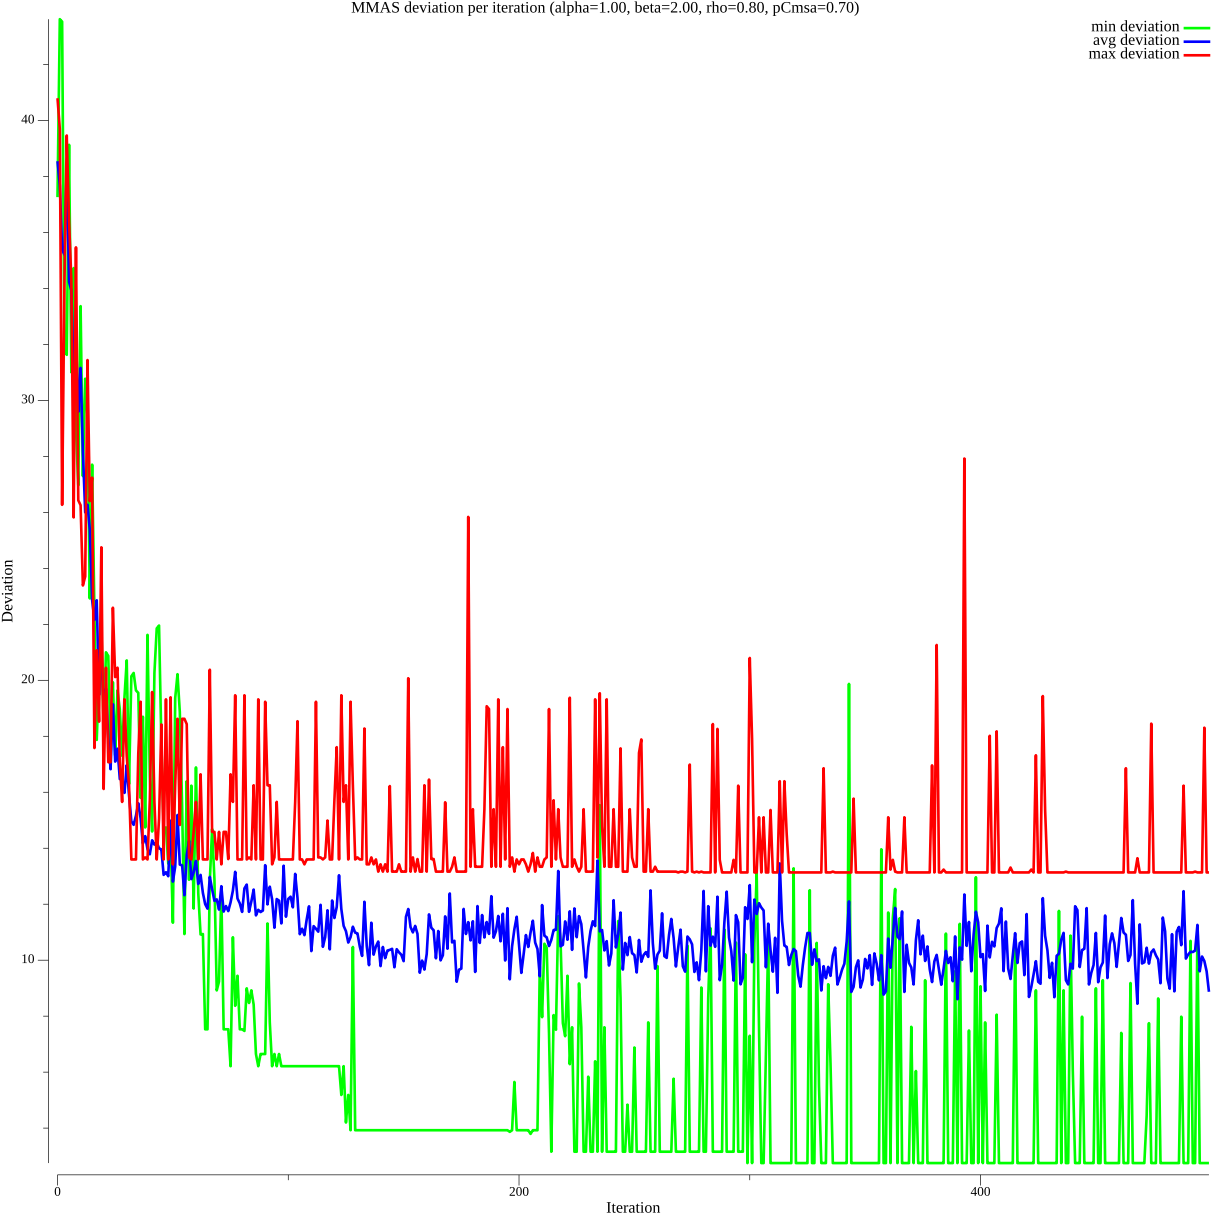 MMAS deviation per iteration (alpha=1.00, beta=2.00, rho=0.80, pCmsa=0.70)
min deviation
avg deviation
max deviation
40
30
20
10
Deviation
0
200
400
Iteration